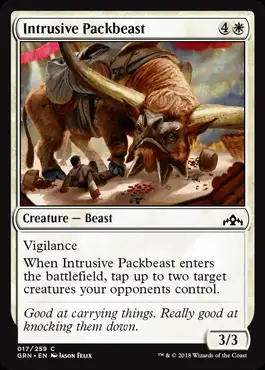 Intrusive Packbeast 4
Creature — Beast
Vigilance
When Intrusive Packbeast enters
the battlefield, tap up to two target
creatures your opponents control.
Good at carrying things. Really good at
knocking them down.
3/3
017/259 C
GRN • EN Jason Felix
™ & © 2018 Wizards of the Coast